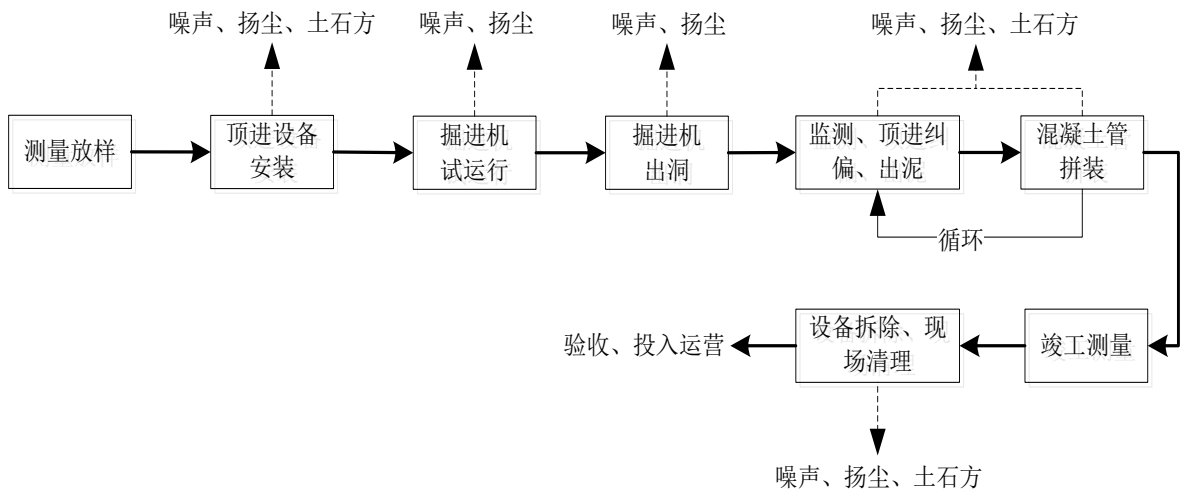 噪声、扬尘、土石方
噪声、扬尘
噪声、扬尘
噪声、扬尘、土石方
测量放样
顶进设备
安装
掘进机
试运行
掘进机
出洞
监测、顶进纠
偏、出泥
混凝土管
拼装
循环
验收、投入运营
设备拆除、现
场清理
竣工测量
噪声、扬尘、土石方